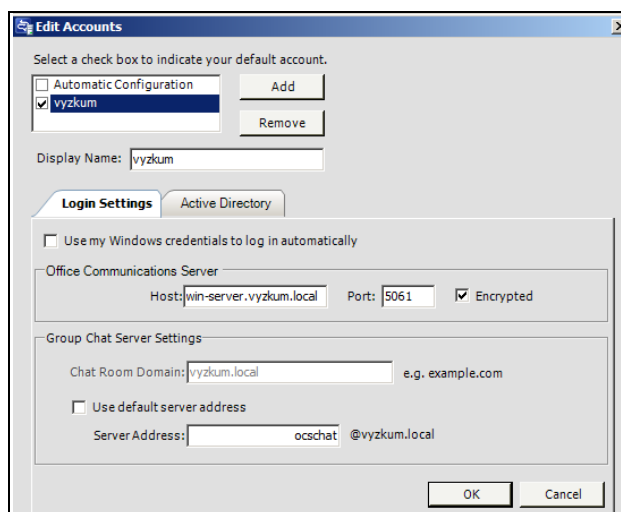 Edit Accounts
Select a check box to indicate your default account.
Automatic Configuration
Add
vyzkum
Remove
Display Name: vyzkum
Login Settings Active Directory
Use my Windows credentials to log in automatically
Office Communications Server
Host: win-server.vyzkum.local Port: 5061 Encrypted
Group Chat Server Settings
Chat Room Domain: vyzkum.local e.g. example.com
Use default server address
Server Address: ocschat @vyzkum.local
OK Cancel